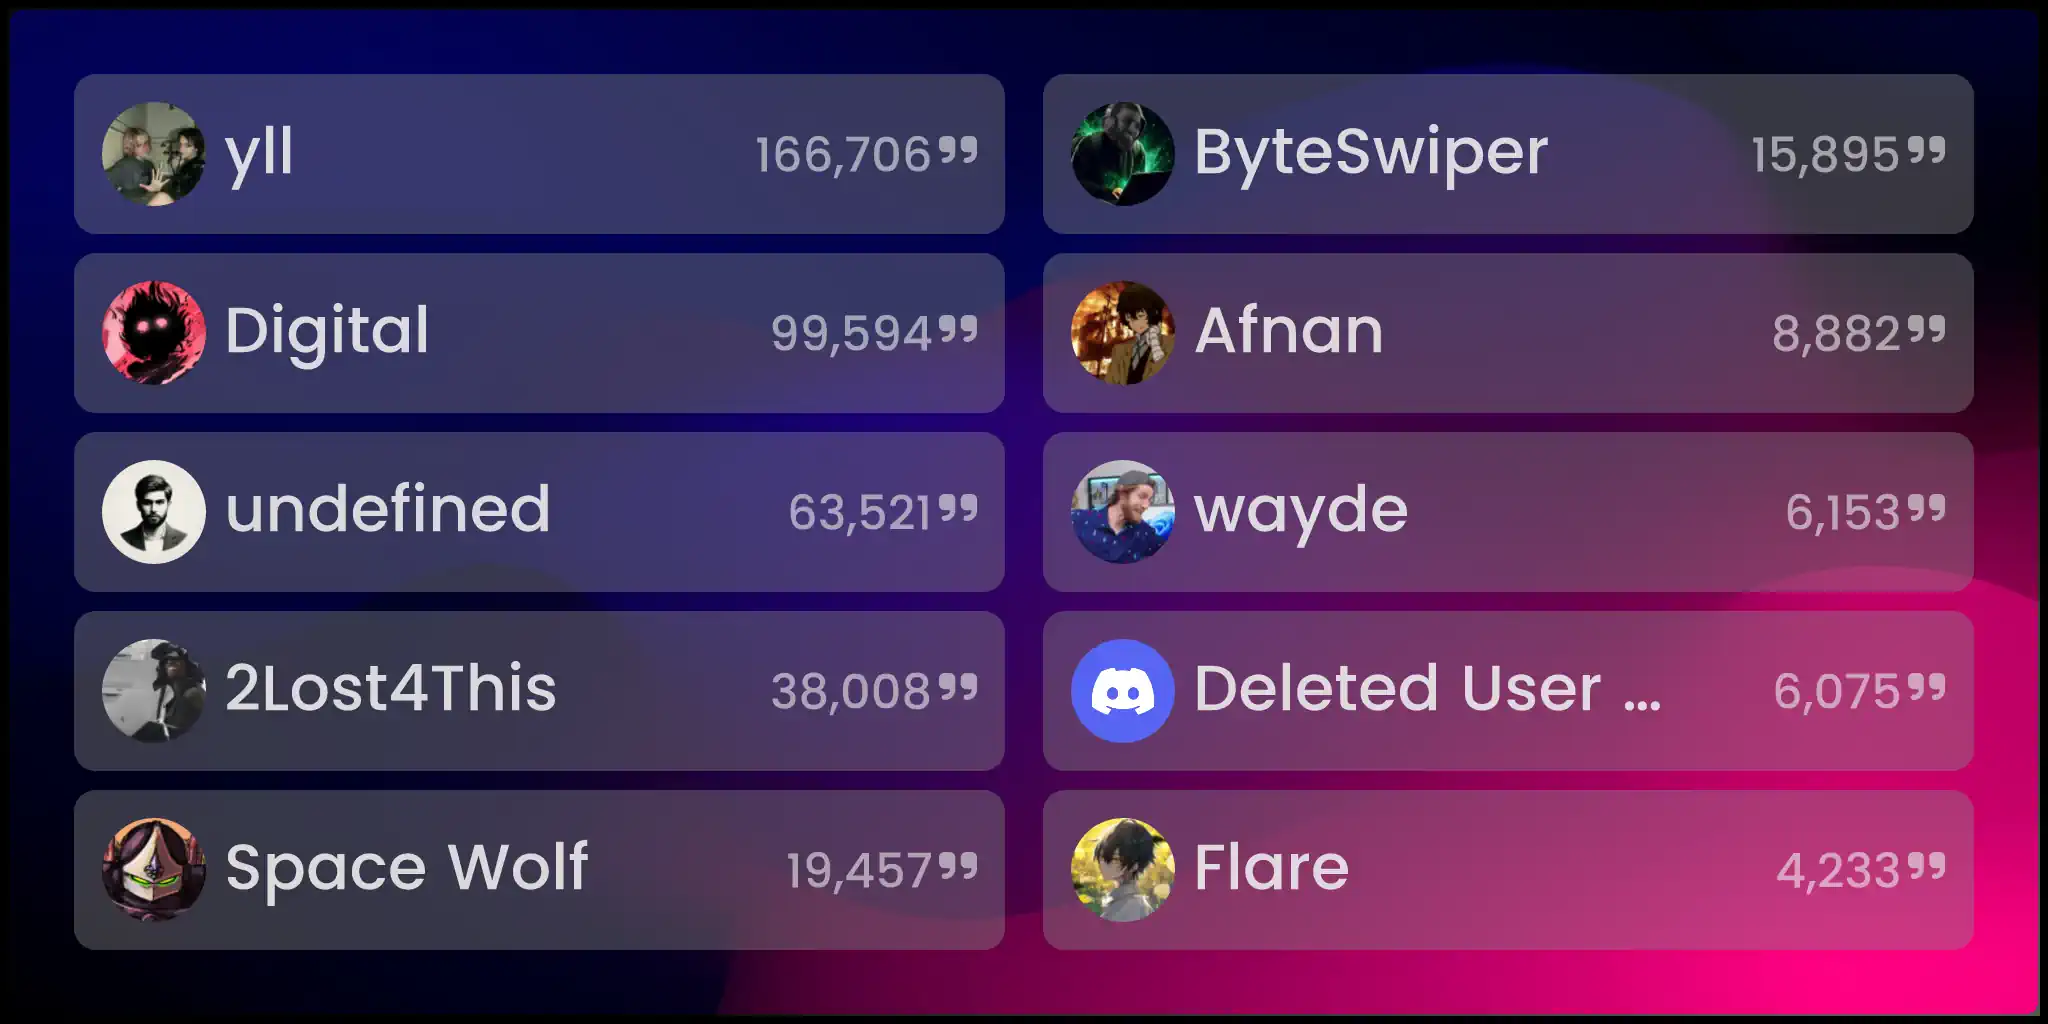 yll
166,706
Digital
99,594
undefined
63,521
2Lost4This
38,008
Space Wolf
19,457
ByteSwiper
15,895
Afnan
8,882
wayde
6,153
Deleted User ...
6,075
Flare
4,233